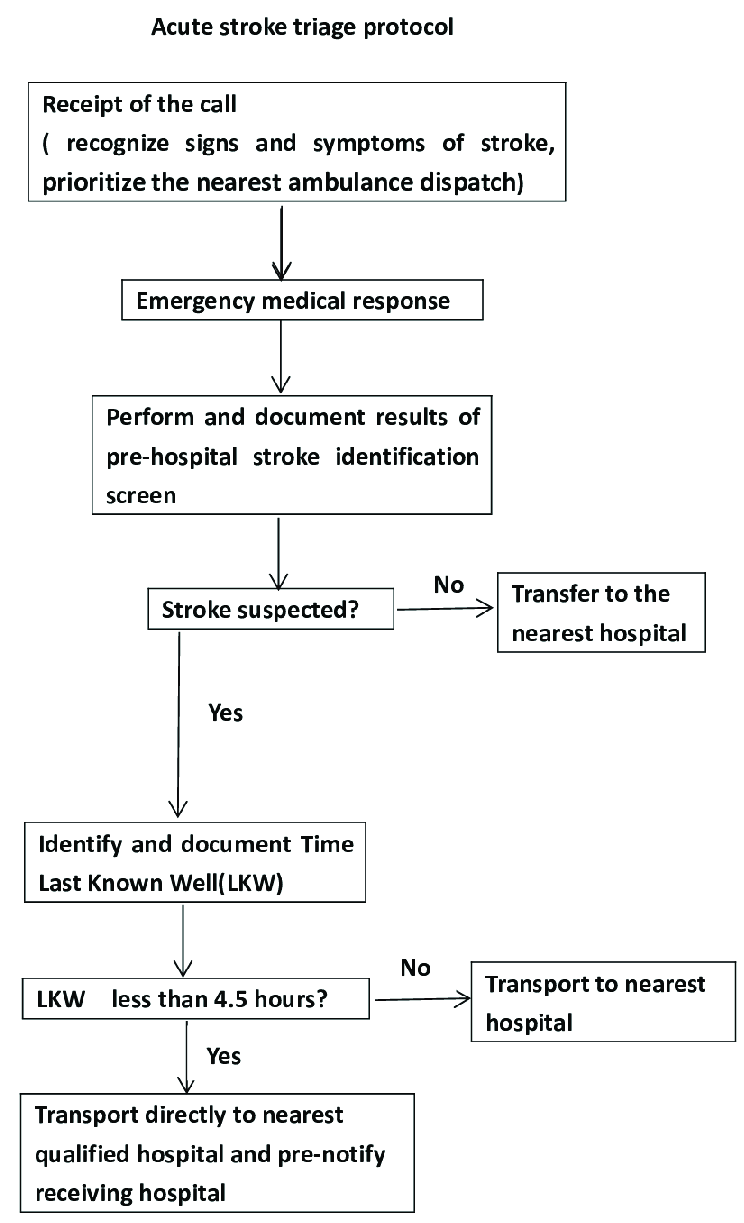 Acute stroke triage protocol
Receipt of the call
( recognize signs and symptoms of stroke,
prioritize the nearest ambulance dispatch)
Emergency medical response
Perform and document results of
pre-hospital stroke identification
screen
Stroke suspected?
No
Transfer to the
nearest hospital
Yes
Identify and document Time
Last Known Well(LKW)
LKW less than 4.5 hours?
No
Transport to nearest
hospital
Yes
Transport directly to nearest
qualified hospital and pre-notify
receiving hospital